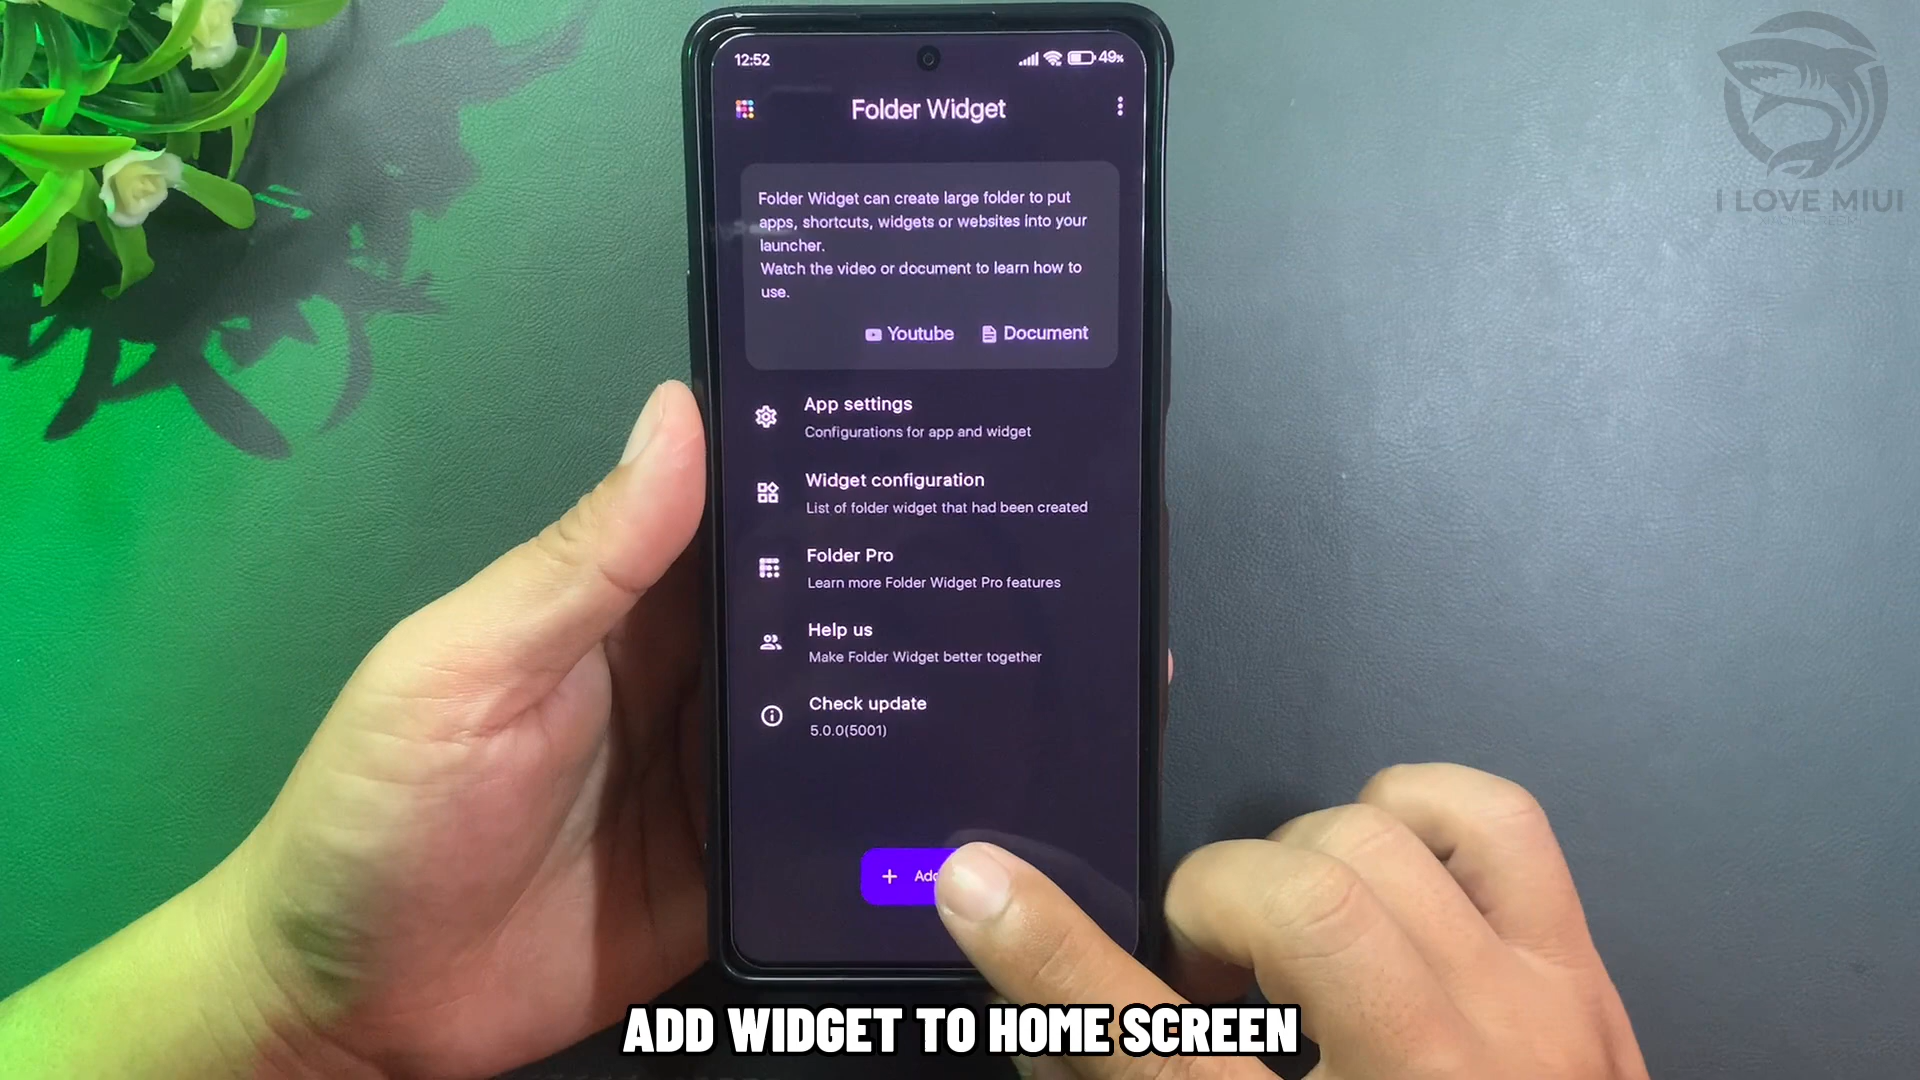 12:52
49%
Folder Widget
I LOVE MIUI
Folder Widget can create large folder to put
apps, shortcuts, widgets or websites into your
launcher.
Watch the video or document to learn how to
use.
Youtube
Document
App settings
Configurations for app and widget
Widget configuration
List of folder widget that had been created
Folder Pro
Learn more Folder Widget Pro features
Help us
Make Folder Widget better together
Check update
5.0.0(5001)
+ Add
ADD WIDGET TO HOME SCREEN